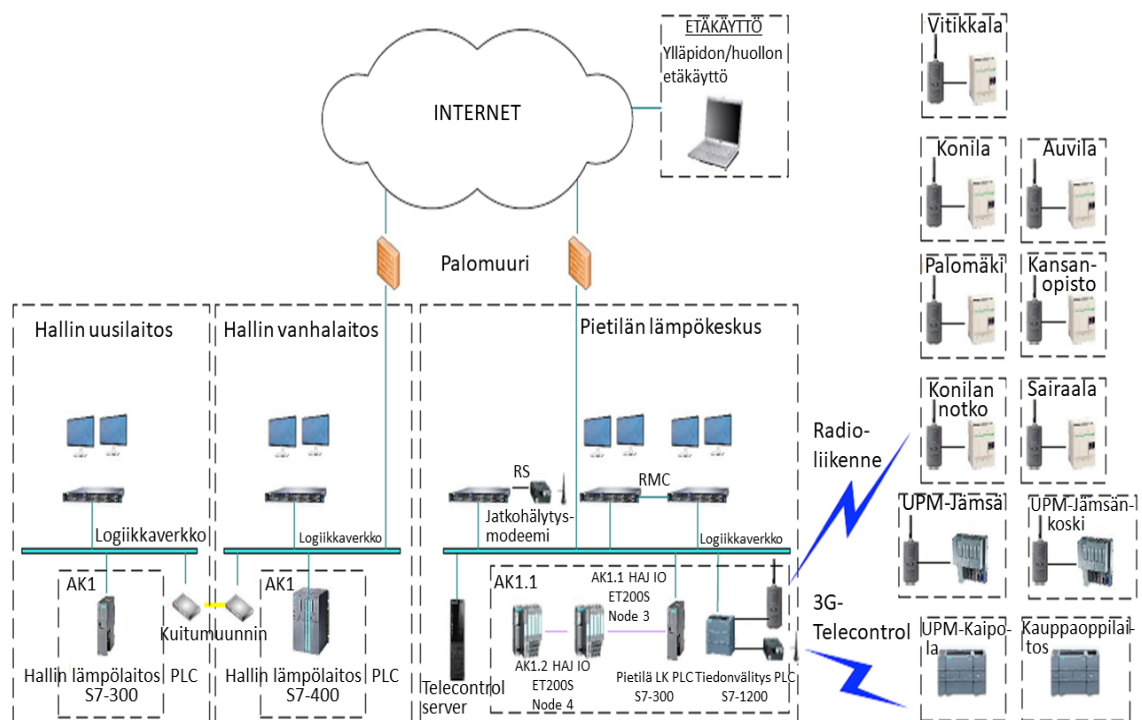 ETÄKÄYTTÖ
Ylläpidon/huollon
etäkäyttö
INTERNET
Palomuuri
Vitikkala
Konila
Auvila
Palomäki
Kansan-
opisto
Konilan
notko
Sairaala
UPM-Jämsä
UPM-Jämsän-
koski
UPM-Kaipo-
la
Kauppaoppilai-
tos
Radio-
liikenne
3G-
Telecontrol
Hallin uusilaitos
Logiikkaverkko
AK1
Hallin lämpölaitos PLC
S7-300
Kuitumuunnin
Hallin vanhalaitos
Logiikkaverkko
AK1
Hallin lämpölaitos PLC
S7-400
Pietilän lämpökeskus
RS
RMC
Jatkohälytys-
modeemi
Logiikkaverkko
Telecontrol
server
AK1.1
AK1.1 HAJ IO
ET200S
Node 3
AK1.2 HAJ IO
ET200S
Node 4
Pietilä LK PLC
S7-300
Tiedonvälitys PLC
S7-1200